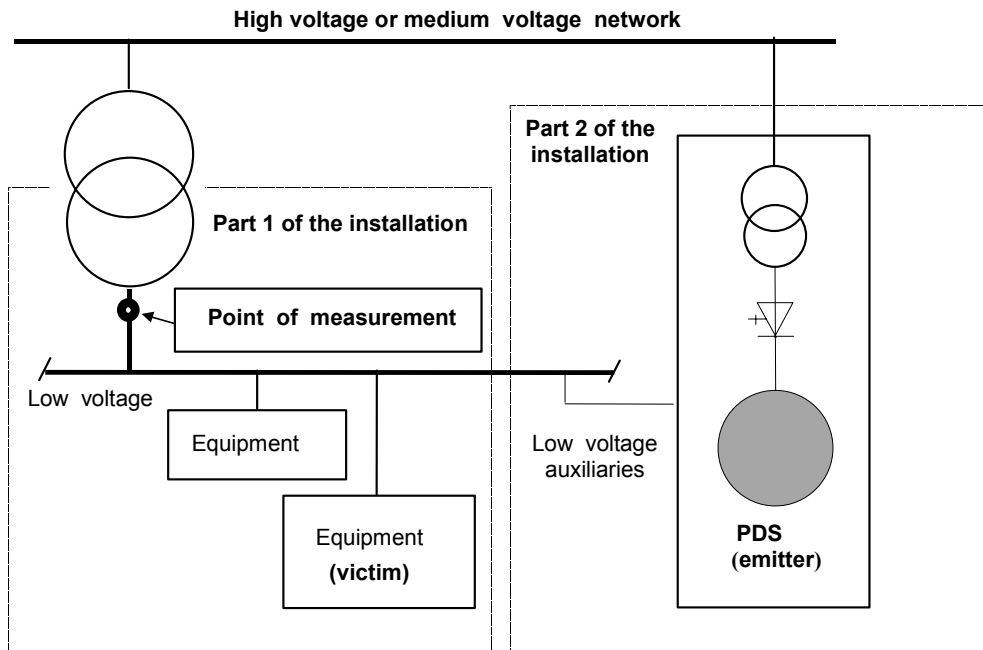 High voltage or medium voltage network
Part 2 of the
installation
Part 1 of the installation
Point of measurement
Low voltage
Equipment
Low voltage
auxiliaries
Equipment
(victim)
PDS
(emitter)